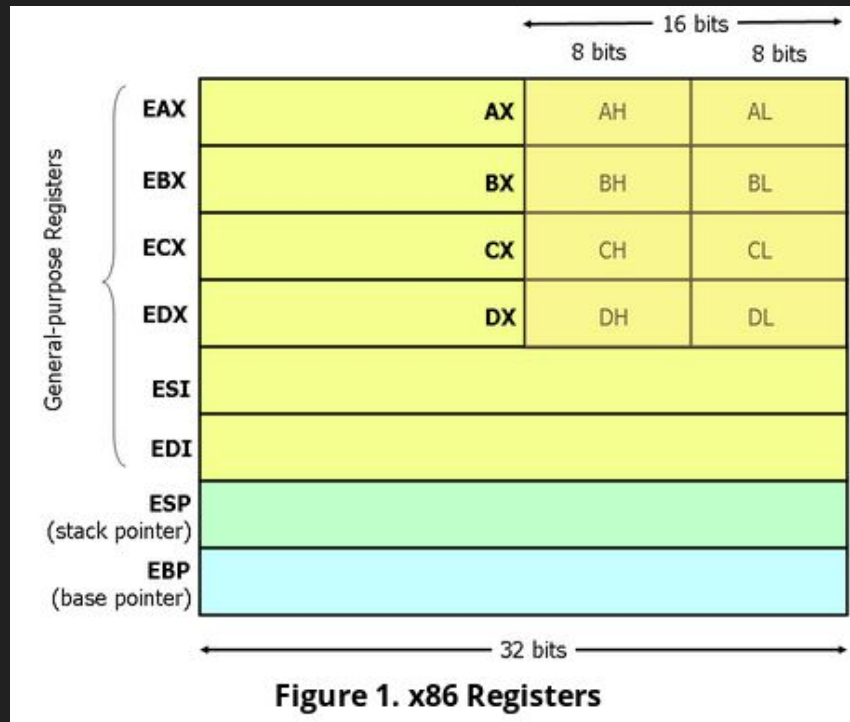 16 bits
8 bits 8 bits
General-purpose Registers
EAX AX AH AL
EBX BX BH BL
ECX CX CH CL
EDX DX DH DL
ESI
EDI
ESP
(stack pointer)
EBP
(base pointer)
32 bits
Figure 1. x86 Registers